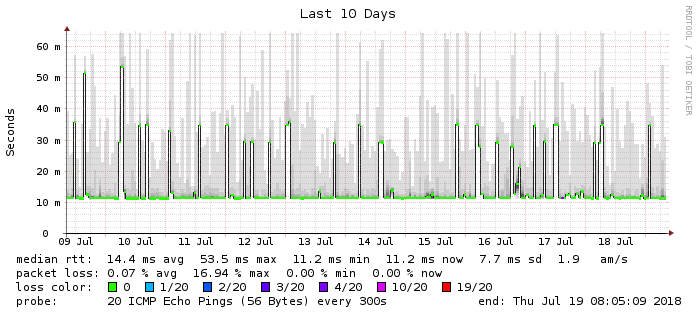 Last 10 Days
RRDTOOL / TOBI OETIKER
Seconds
60 m
50 m
40 m
30 m
20 m
10 m
0
09 Jul 10 Jul 11 Jul 12 Jul 13 Jul 14 Jul 15 Jul 16 Jul 17 Jul 18 Jul
median rtt: 14.4 ms avg 53.5 ms max 11.2 ms min 11.2 ms now 7.7 ms sd 1.9 am/s
packet loss: 0.07 % avg 16.94 % max 0.00 % min 0.00 % now
loss color: 0 1/20 2/20 3/20 4/20 10/20 19/20
probe: 20 ICMP Echo Pings (56 Bytes) every 300s end: Thu Jul 19 08:05:09 2018